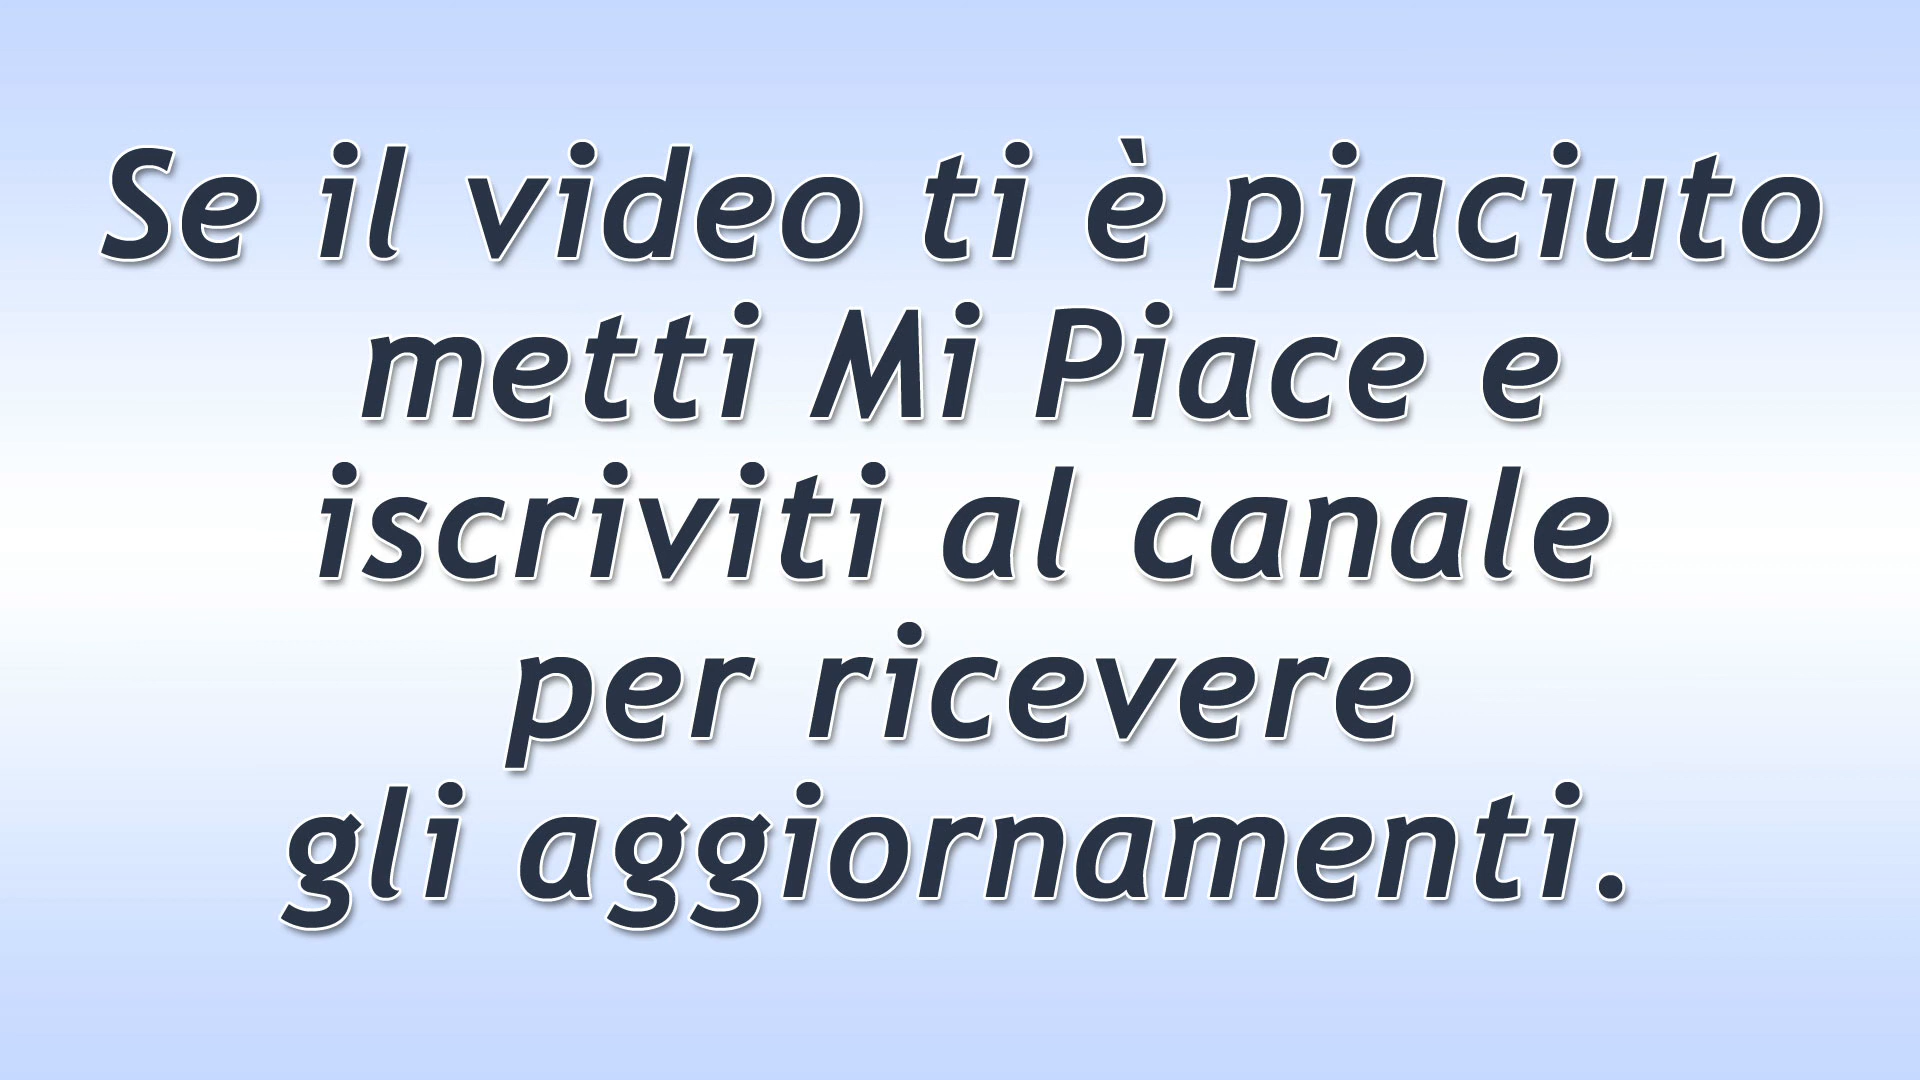 Se il video ti è piaciuto
metti Mi Piace e
iscriviti al canale
per ricevere
gli aggiornamenti.